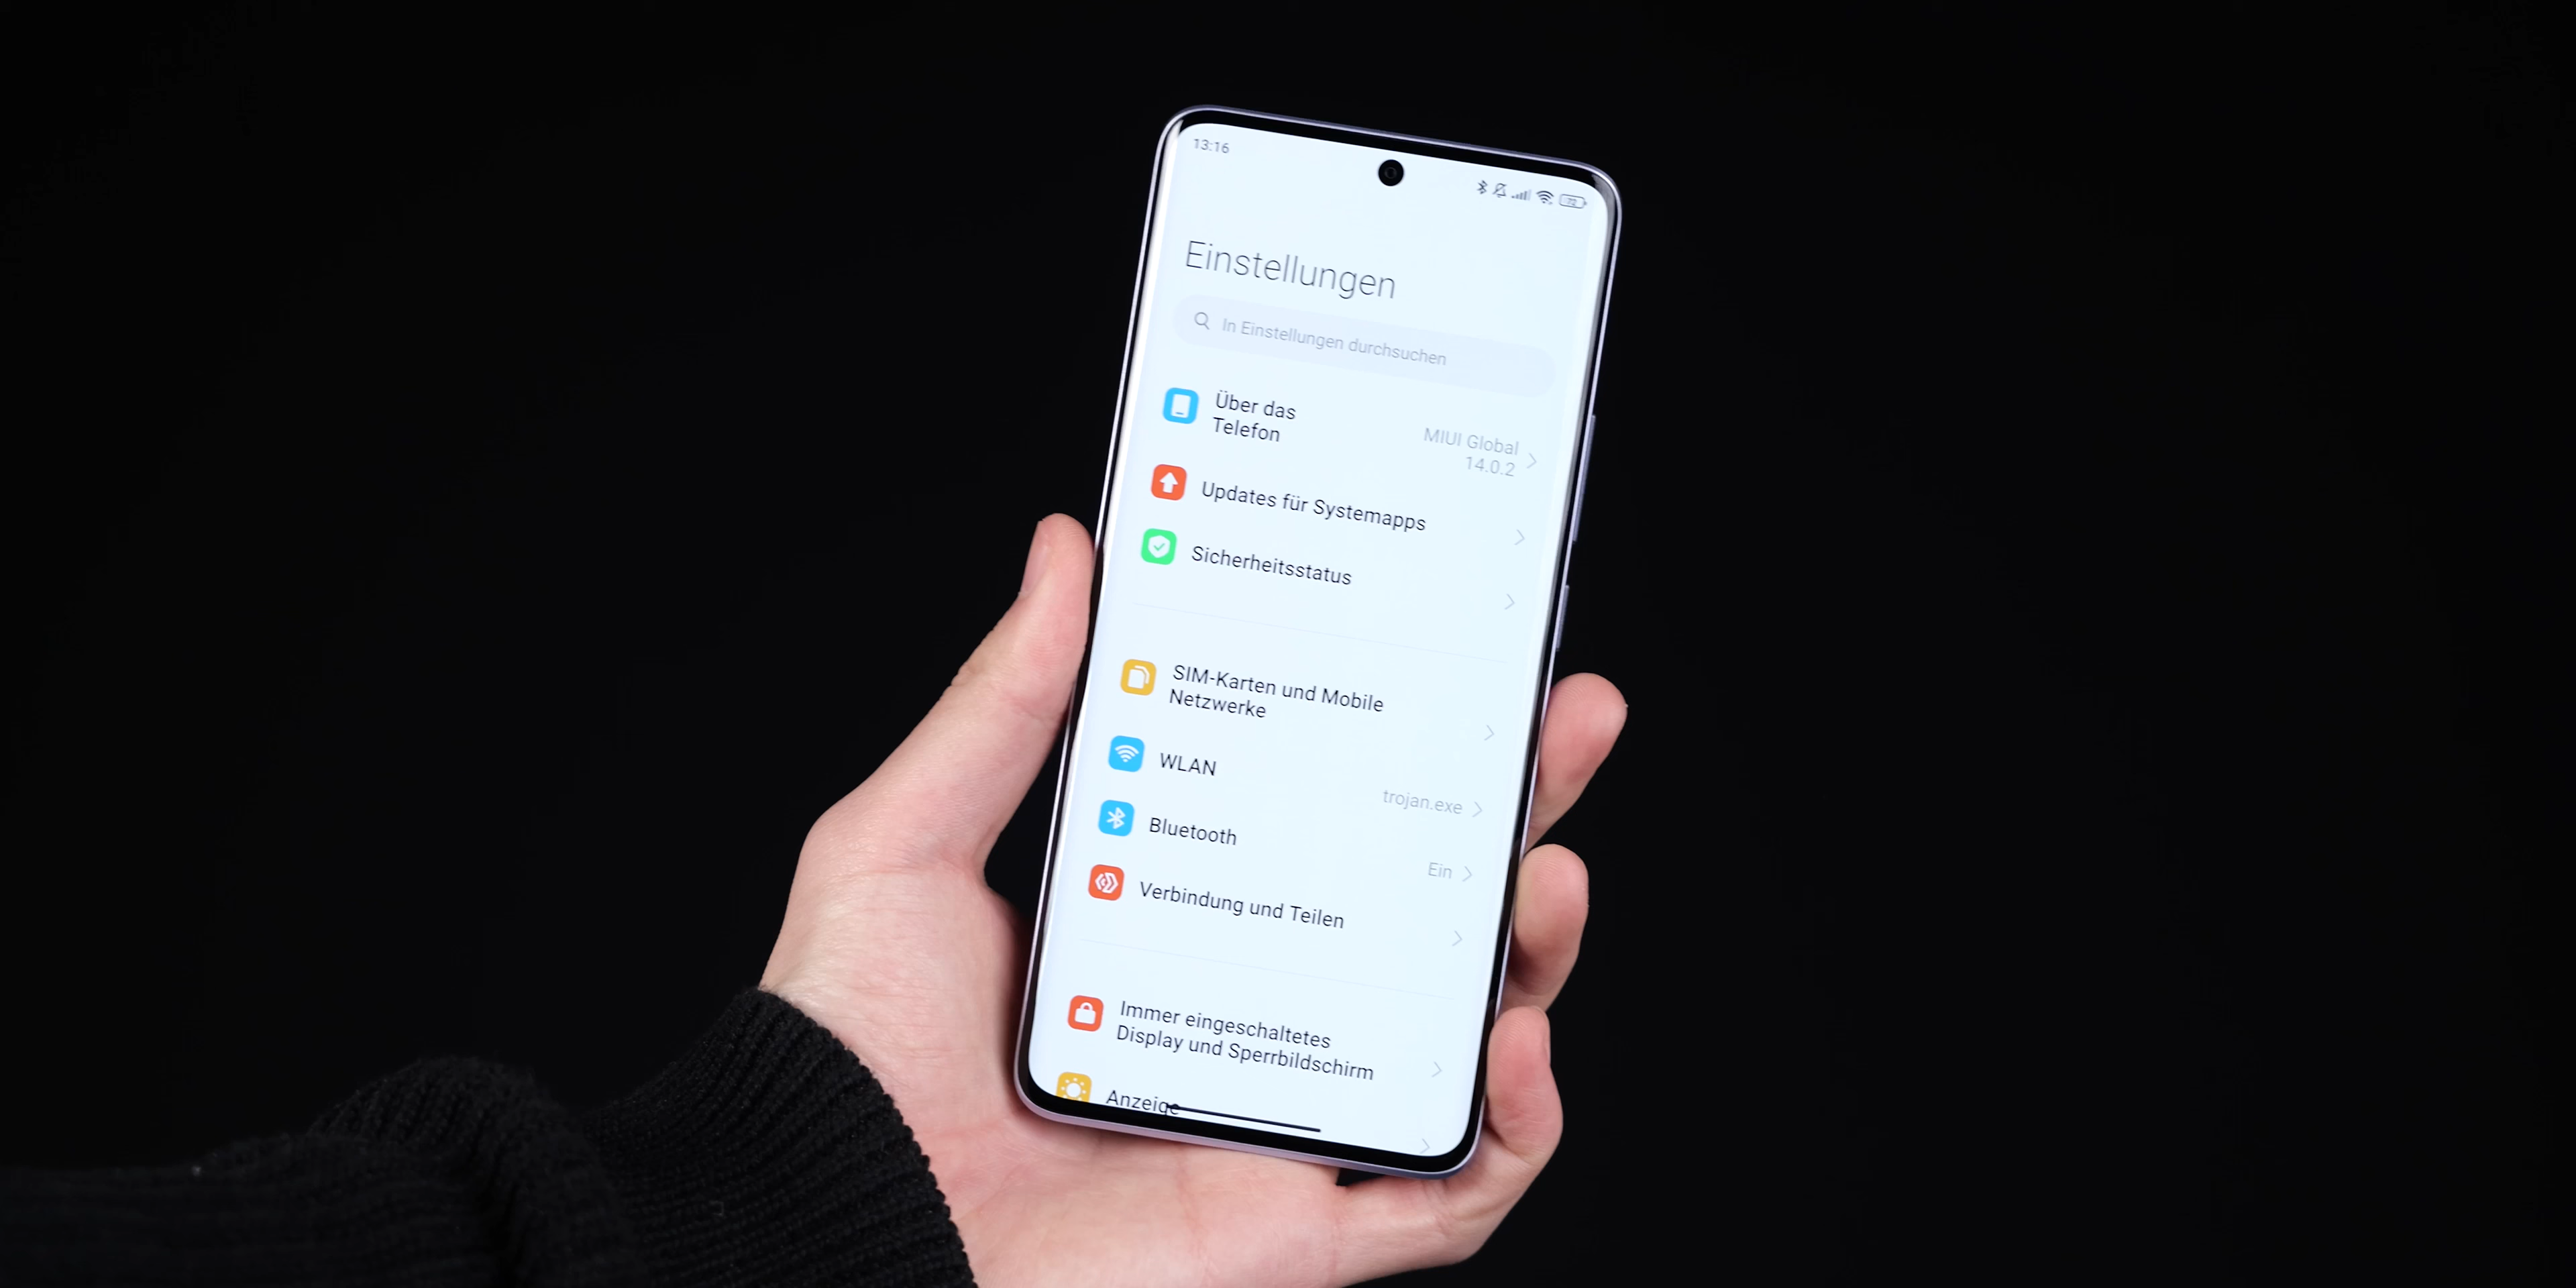 13:16
72
Einstellungen
In Einstellungen durchsuchen
Über das
Telefon
MIUI Global
14.0.2
Updates für Systemapps
Sicherheitsstatus
SIM-Karten und Mobile
Netzwerke
WLAN
trojan.exe
Bluetooth
Ein
Verbindung und Teilen
Immer eingeschaltetes
Display und Sperrbildschirm
Anzeige